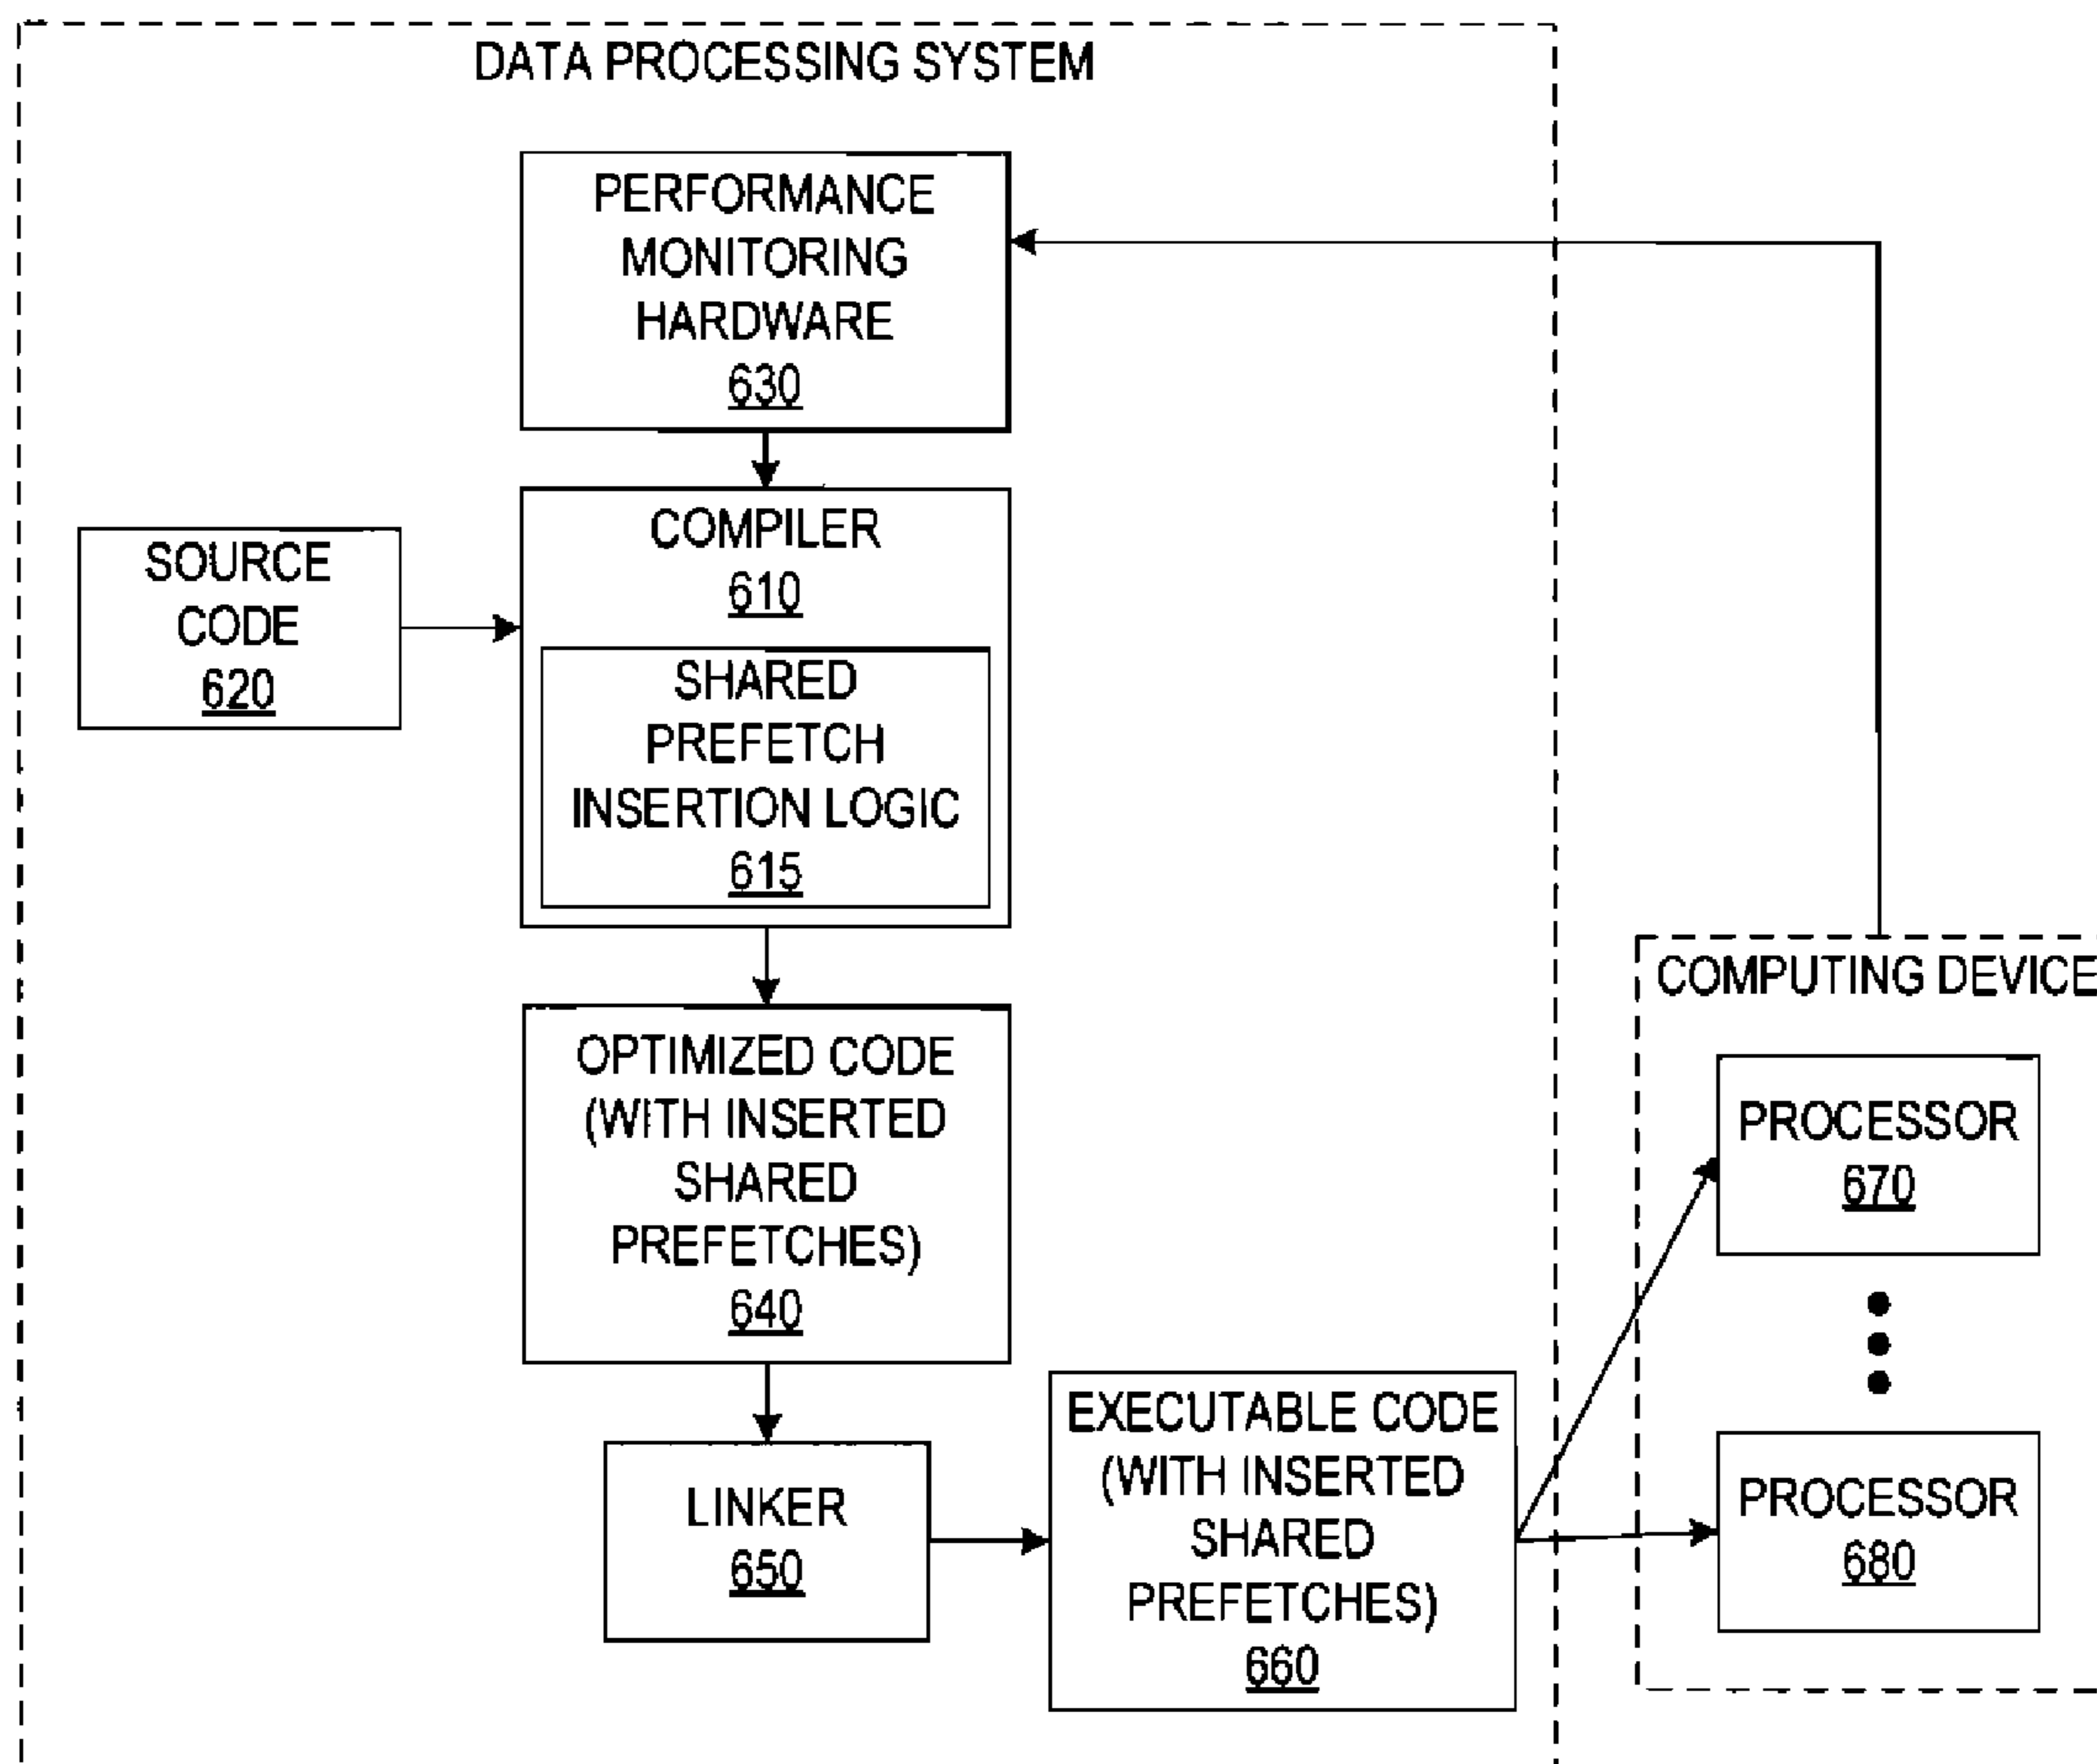 DATA PROCESSING SYSTEM
PERFORMANCE
MONITORING
HARDWARE
630
COMPILER
610
SOURCE
CODE
620
SHARED
PREFETCH
INSERTION LOGIC
615
COMPUTING DEVICE
OPTIMIZED CODE
(WITH INSERTED
SHARED
PREFETCHES)
640
PROCESSOR
670
LINKER
650
EXECUTABLE CODE
(WITH INSERTED
SHARED
PREFETCHES)
660
PROCESSOR
680